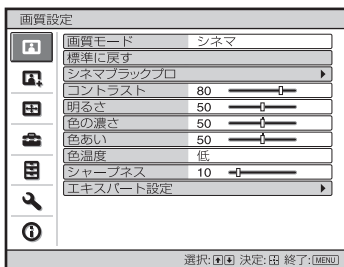 画質設定
画質モード シネマ
標準に戻す
シネマブラックプロ
コントラスト 80
明るさ 50
色の濃さ 50
色あい 50
色温度 低
シャープネス 10
エキスパート設定
選択: 決定: 終了:MENU